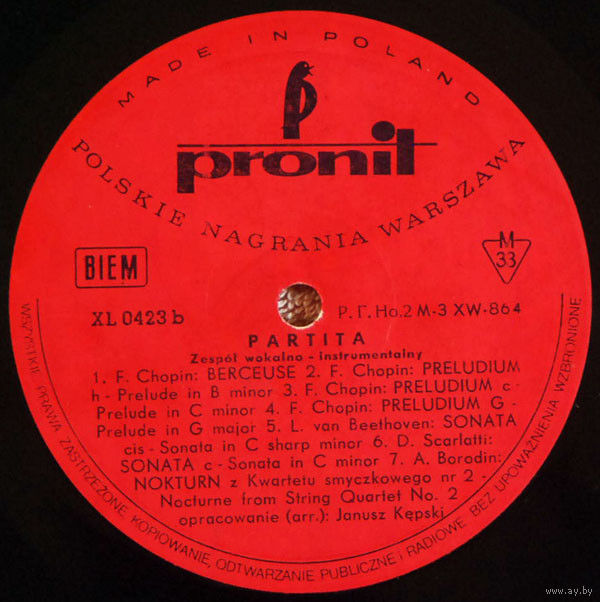 MADE IN POLAND
pronit
POLSKIE NAGRANIA WARSZAWA
BIEM
M
33
XL 0423 b
P.Г.Но.2 М-3 XW-864
PARTITA
Zespół wokalno - instrumentalny
1. F. Chopin: BERCEUSE 2. F. Chopin: PRELUDIUM
h - Prelude in B minor 3. F. Chopin: PRELUDIUM c -
Prelude in C minor 4. F. Chopin: PRELUDIUM G -
Prelude in G major 5. L. van Beethoven: SONATA
cis - Sonata in C sharp minor 6. D. Scarlatti:
SONATA c - Sonata in C minor 7. A. Borodin:
NOKTURN z Kwartetu smyczkowego nr 2 -
Nocturne from String Quartet No. 2
opracowanie (arr.): Janusz Kępski
WSZYSTKIE PRAWA ZASTRZEŻONE KOPIOWANIE, ODTWARZANIE PUBLICZNE i RADIOWE BEZ UPOWAŻNIENIA WZBRONIONE
www.ay.by